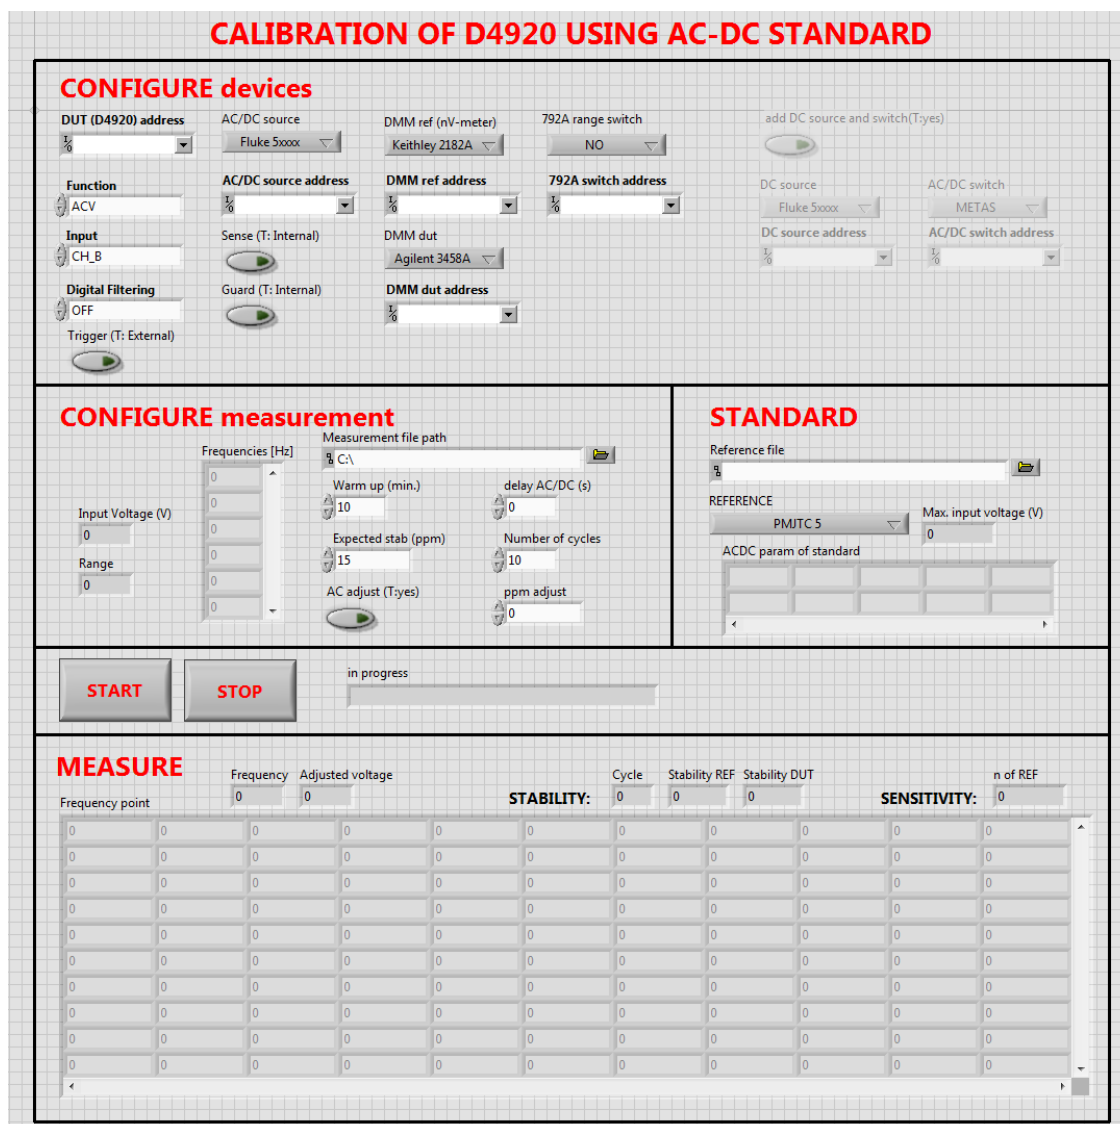 CALIBRATION OF D4920 USING AC-DC STANDARD
CONFIGURE devices
DUT (D4920) address
AC/DC source
DMM ref (nV-meter)
792A range switch
add DC source and switch(T:yes)
Fluke 5xxxx
Keithley 2182A
NO
Function
AC/DC source address
DMM ref address
792A switch address
DC source
AC/DC switch
ACV
Fluke 5xxxx
METAS
Input
Sense (T: Internal)
DMM dut
DC source address
AC/DC switch address
CH_B
Agilent 3458A
Digital Filtering
Guard (T: Internal)
DMM dut address
OFF
Trigger (T: External)
CONFIGURE measurement
Frequencies [Hz]
Measurement file path
C:\
0
0
0
0
0
0
Warm up (min.)
delay AC/DC (s)
10
0
Input Voltage (V)
0
Expected stab (ppm)
Number of cycles
15
10
Range
0
AC adjust (T:yes)
ppm adjust
0
STANDARD
Reference file
REFERENCE
PMJTC 5
Max. input voltage (V)
0
ACDC param of standard
START
STOP
in progress
MEASURE
Frequency point
Frequency
Adjusted voltage
0
0
STABILITY:
Cycle
Stability REF
Stability DUT
0
0
0
SENSITIVITY:
n of REF
0
0 0 0 0 0 0 0 0 0 0 0
0 0 0 0 0 0 0 0 0 0 0
0 0 0 0 0 0 0 0 0 0 0
0 0 0 0 0 0 0 0 0 0 0
0 0 0 0 0 0 0 0 0 0 0
0 0 0 0 0 0 0 0 0 0 0
0 0 0 0 0 0 0 0 0 0 0
0 0 0 0 0 0 0 0 0 0 0
0 0 0 0 0 0 0 0 0 0 0
0 0 0 0 0 0 0 0 0 0 0